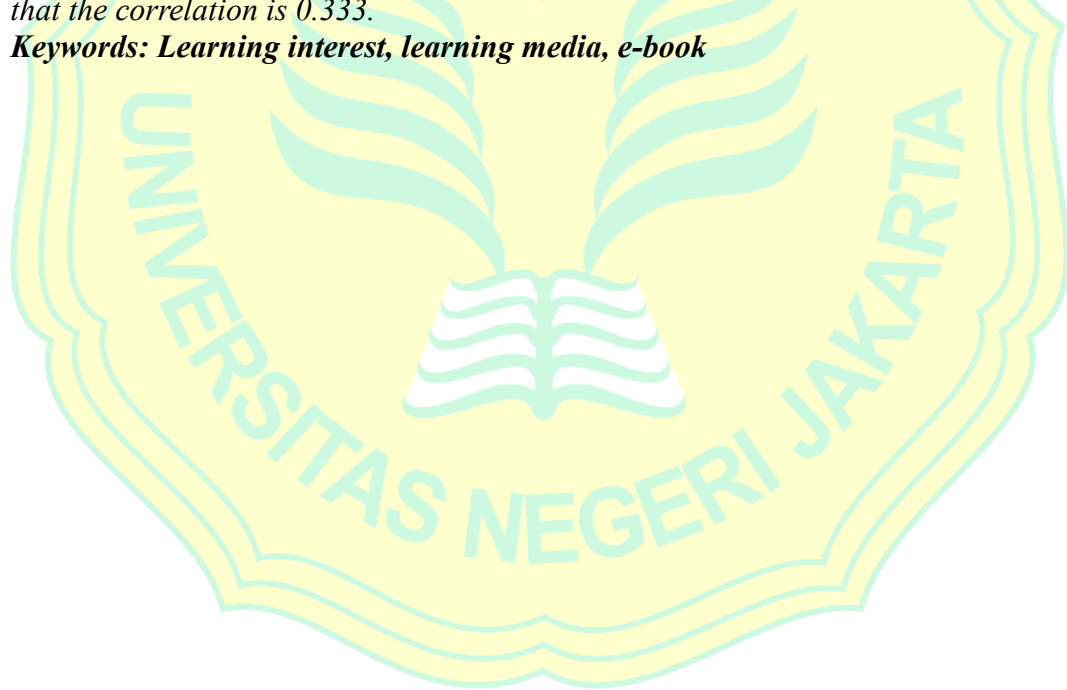 that the correlation is 0.333.
Keywords: Learning interest, learning media, e-book
UNIVERSITAS NEGERI JAKARTA